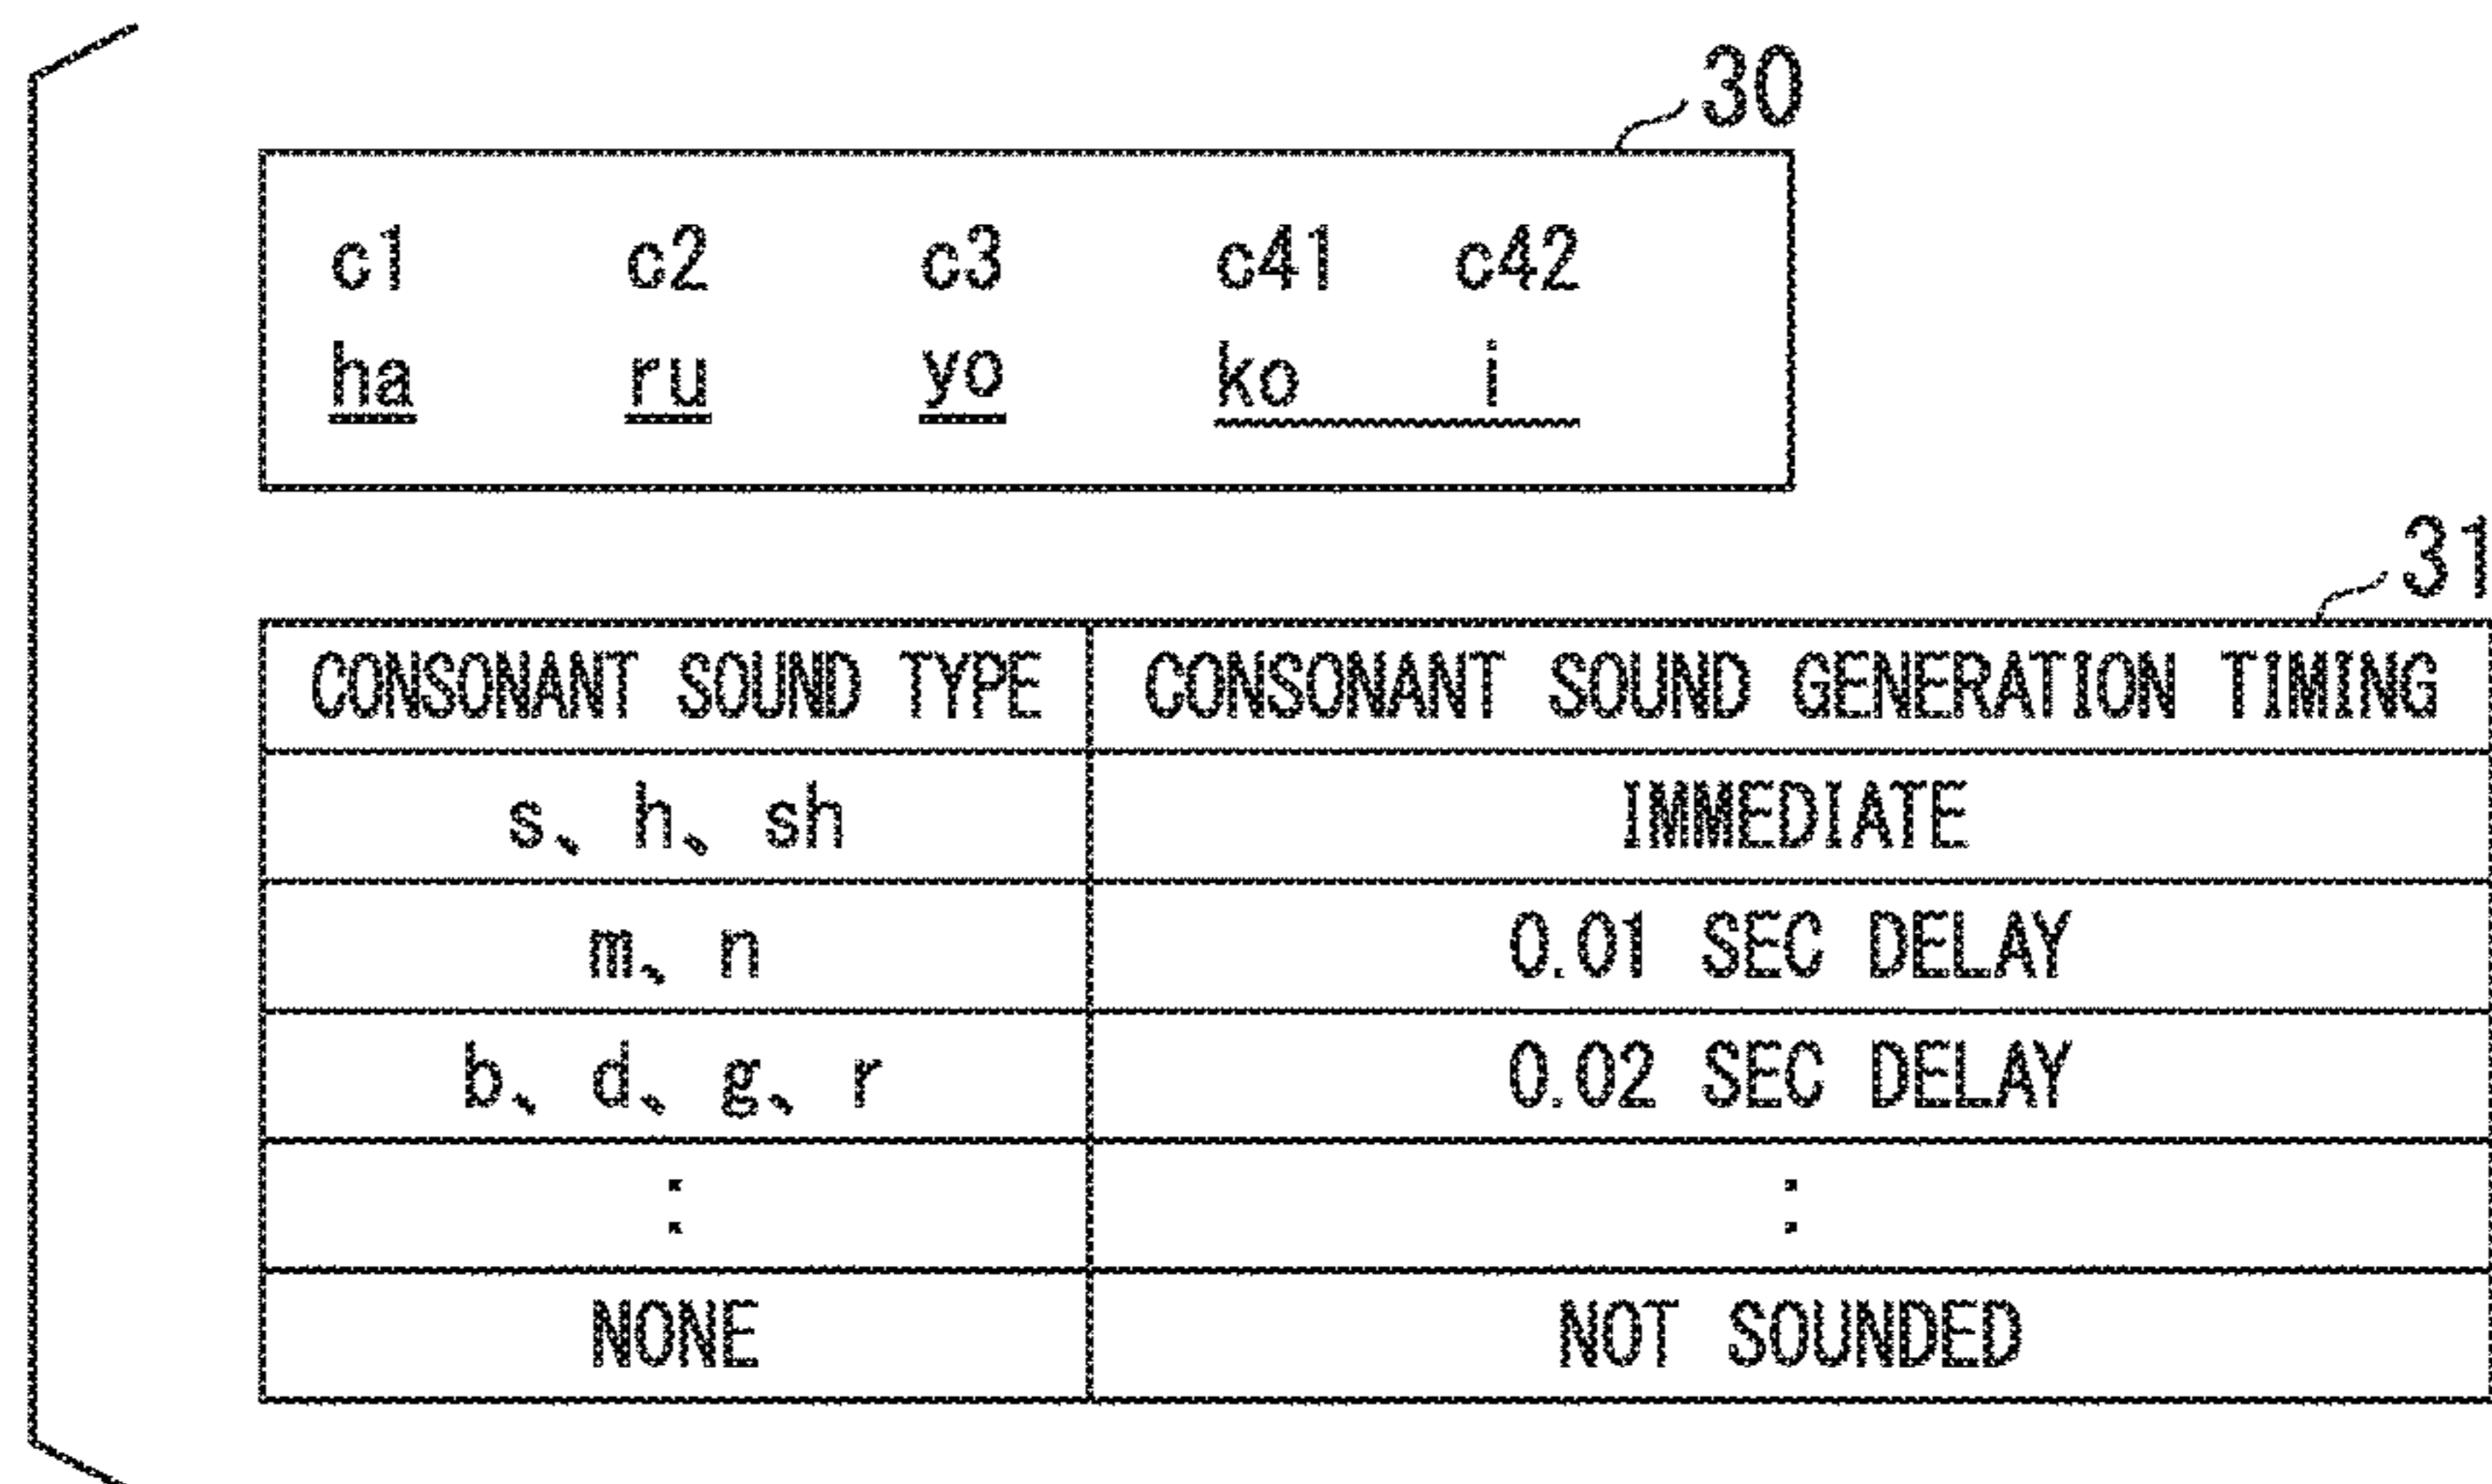 30
c1 c2 c3 c41 c42
ha ru yo ko i
31
CONSONANT SOUND TYPE CONSONANT SOUND GENERATION TIMING
s、h、sh IMMEDIATE
m、n 0.01 SEC DELAY
b、d、g、r 0.02 SEC DELAY
: :
NONE NOT SOUNDED